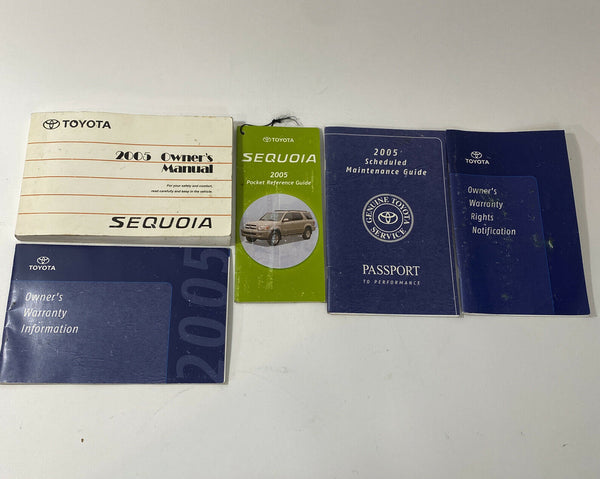 TOYOTA
2005 Owner's
Manual
For your safety and comfort,
read carefully and keep in the vehicle.
SEQUOIA
TOYOTA
Owner's
Warranty
Information
2005
TOYOTA
SEQUOIA
2005
Pocket Reference Guide
2005
Scheduled
Maintenance Guide
GENUINE TOYOTA
SERVICE
PASSPORT
TO PERFORMANCE
TOYOTA
Owner's
Warranty
Rights
Notification